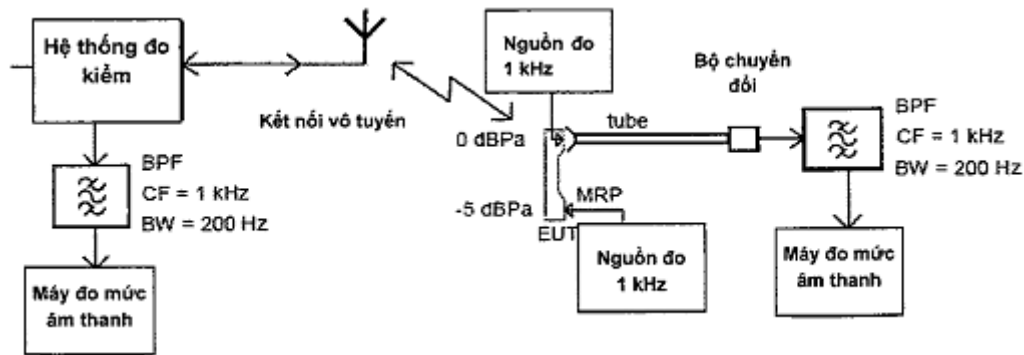 Hệ thống đo
kiểm
Kết nối vô tuyến
BPF
CF = 1 kHz
BW = 200 Hz
Máy đo mức
âm thanh
Nguồn đo
1 kHz
0 dBPa
tube
-5 dBPa
MRP
EUT
Nguồn đo
1 kHz
Bộ chuyển
đổi
BPF
CF = 1 kHz
BW = 200 Hz
Máy đo mức
âm thanh